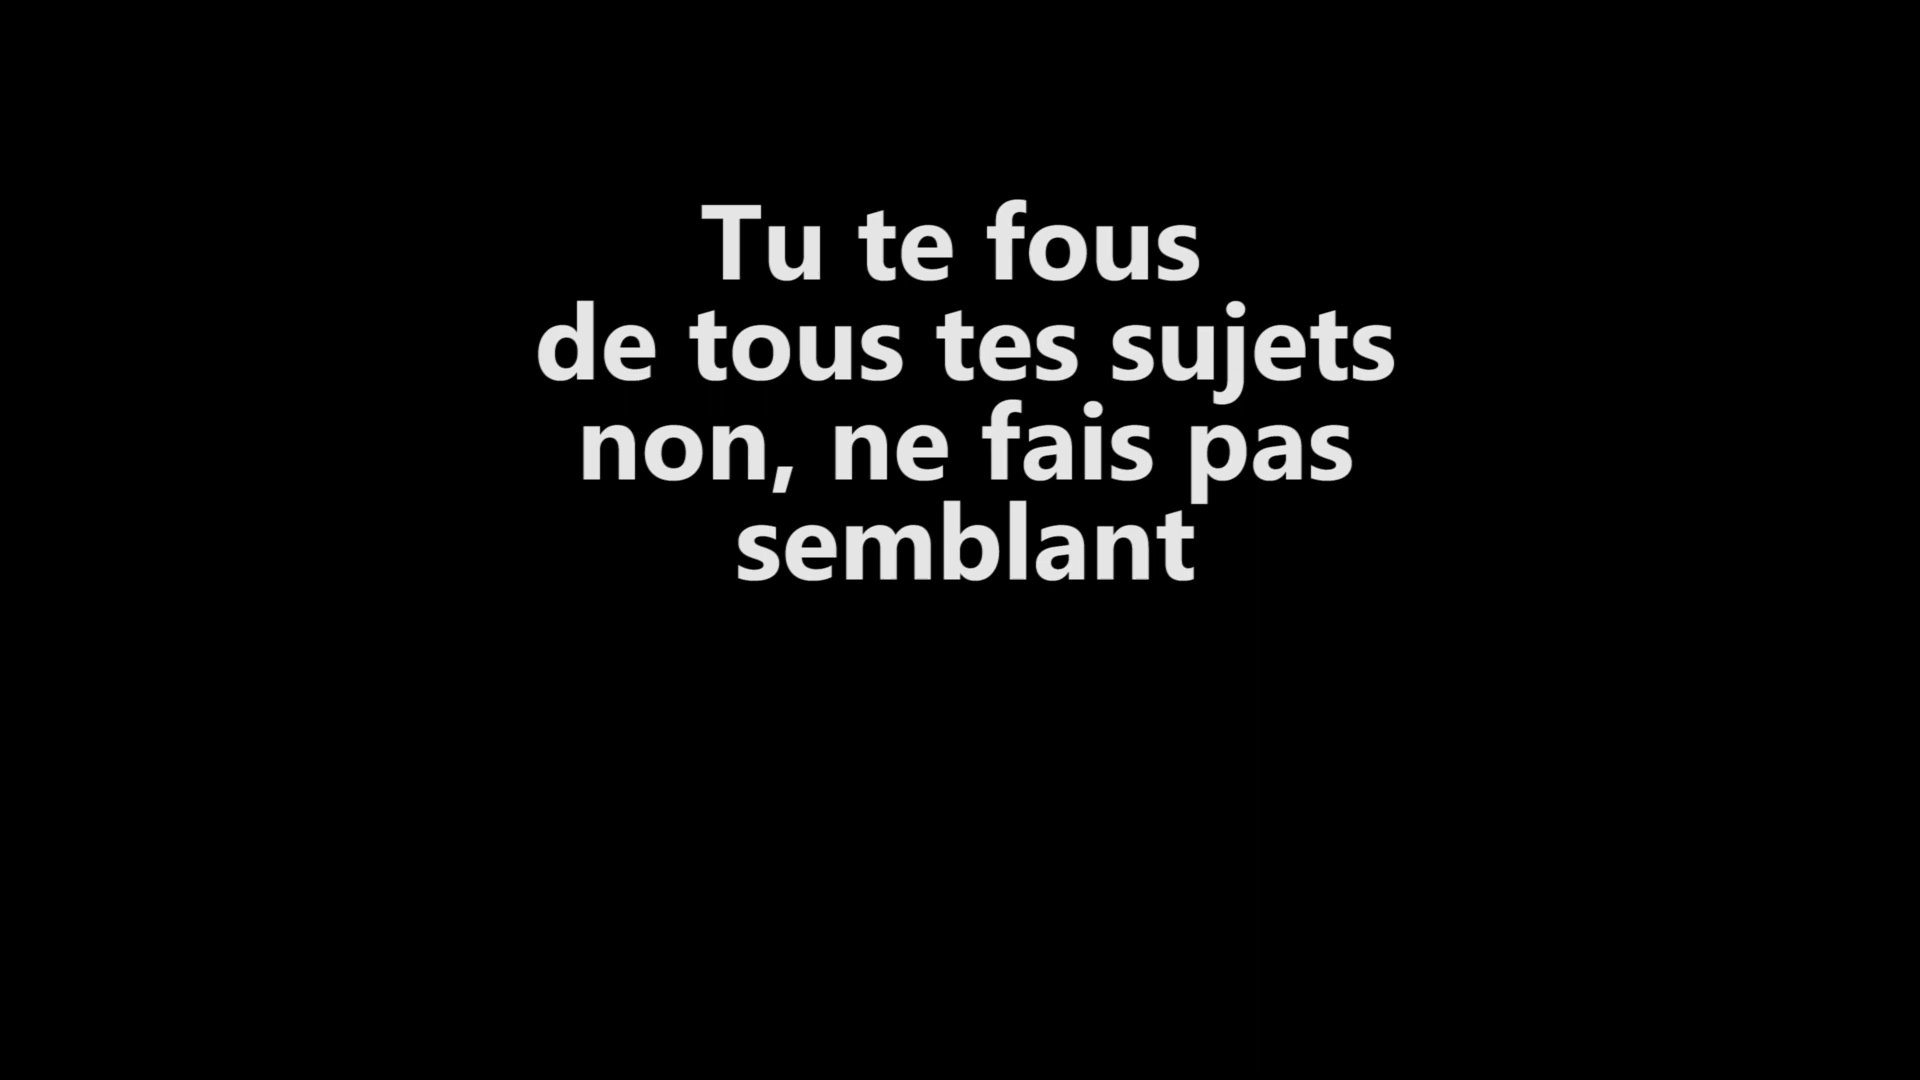 Tu te fous
de tous tes sujets
non, ne fais pas
semblant